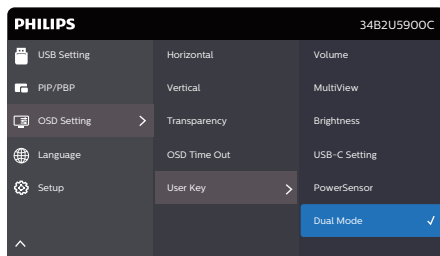 PHILIPS
34B2U5900C
USB Setting
PIP/PBP
OSD Setting
Language
Setup
Horizontal
Vertical
Transparency
OSD Time Out
User Key
Volume
MultiView
Brightness
USB-C Setting
PowerSensor
Dual Mode